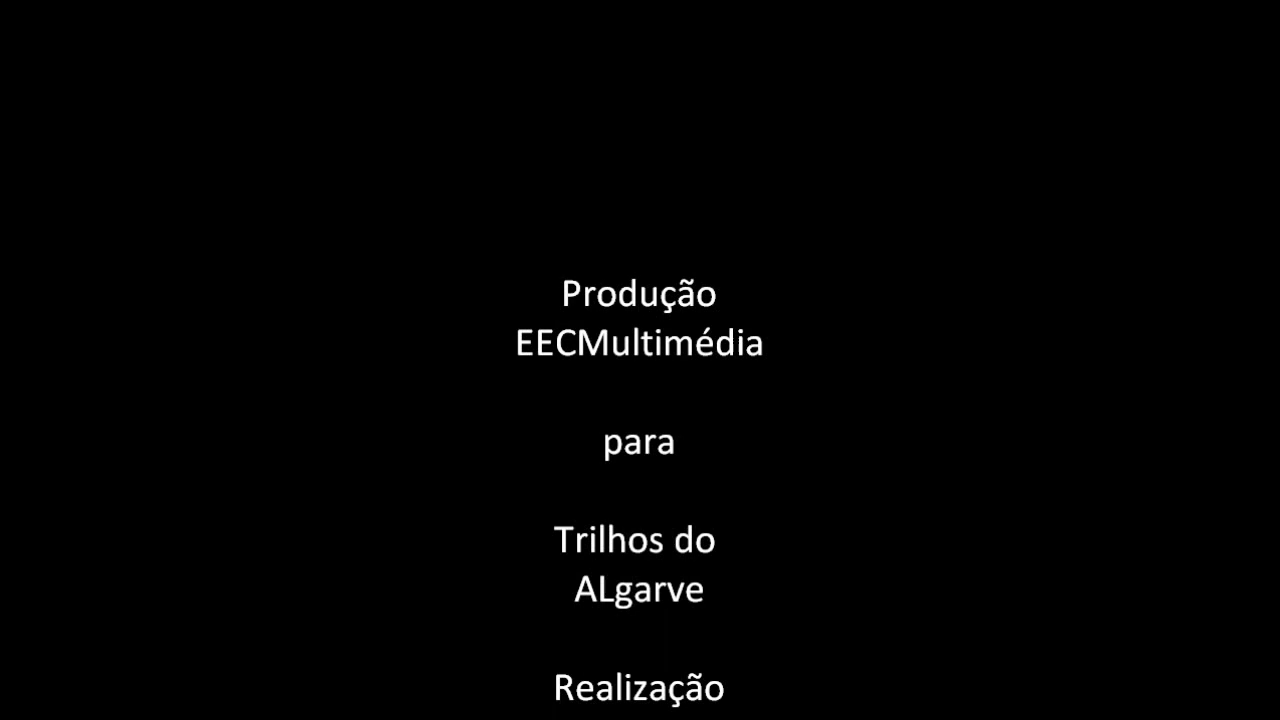 Produção
EECMultimédia
para
Trilhos do
ALgarve
Realização